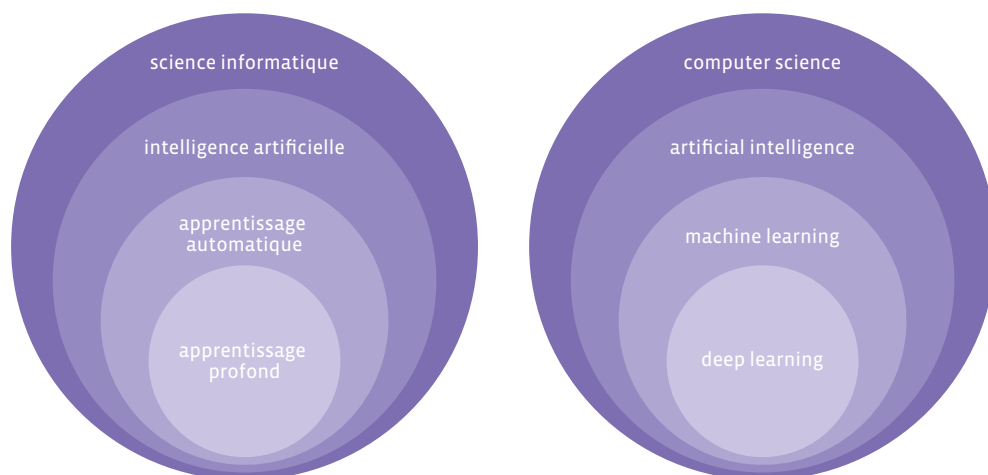 science informatique
intelligence artificielle
apprentissage
automatique
apprentissage
profond
computer science
artificial intelligence
machine learning
deep learning